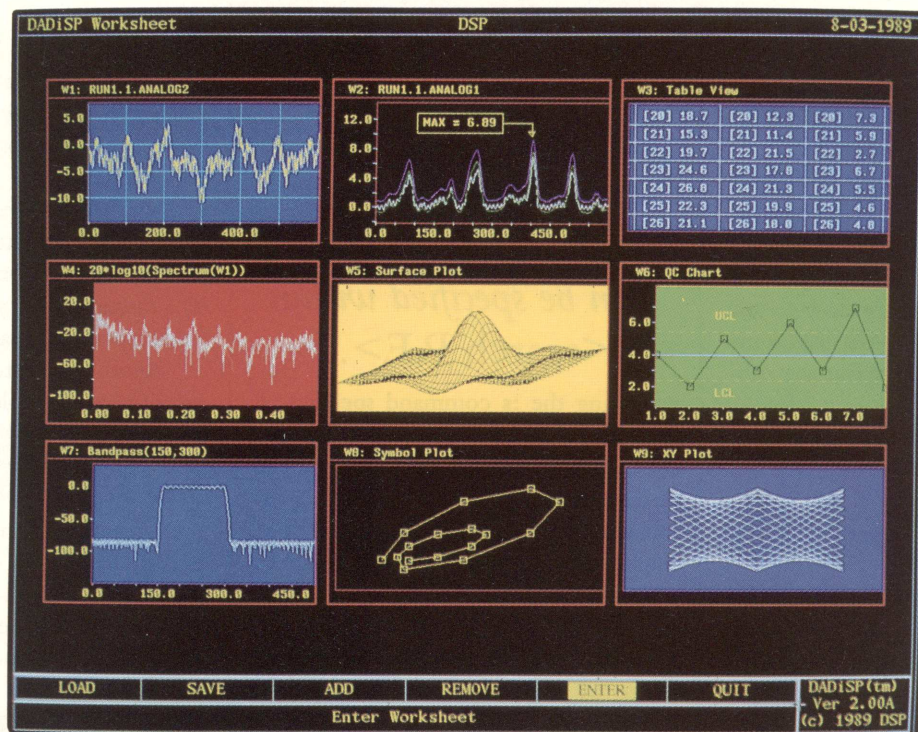 DADiSP Worksheet DSP 8-03-1989
W1: RUN1.1.ANALOG2
5.0
-0.0
-5.0
-10.0
0.0 200.0 400.0
W2: RUN1.1.ANALOG1
MAX = 6.89
12.0
8.0
4.0
0.0
0.0 150.0 300.0 450.0
W3: Table View
[20] 18.7 [20] 12.3 [20] 7.3
[21] 15.3 [21] 11.4 [21] 5.9
[22] 19.7 [22] 21.5 [22] 2.7
[23] 24.6 [23] 17.8 [23] 6.7
[24] 26.8 [24] 21.3 [24] 5.5
[25] 22.3 [25] 19.9 [25] 4.6
[26] 21.1 [26] 18.0 [26] 4.8
W4: 20*log10(Spectrum(W1))
20.0
-20.0
-60.0
-100.0
0.00 0.10 0.20 0.30 0.40
W5: Surface Plot
W6: QC Chart
UCL
6.0
4.0
2.0
LCL
1.0 2.0 3.0 4.0 5.0 6.0 7.0
W7: Bandpass(150,300)
0.0
-50.0
-100.0
0.0 150.0 300.0 450.0
W8: Symbol Plot
W9: XY Plot
LOAD SAVE ADD REMOVE ENTER QUIT
Enter Worksheet
DADiSP(tm)
- Ver 2.00A
(c) 1989 DSP